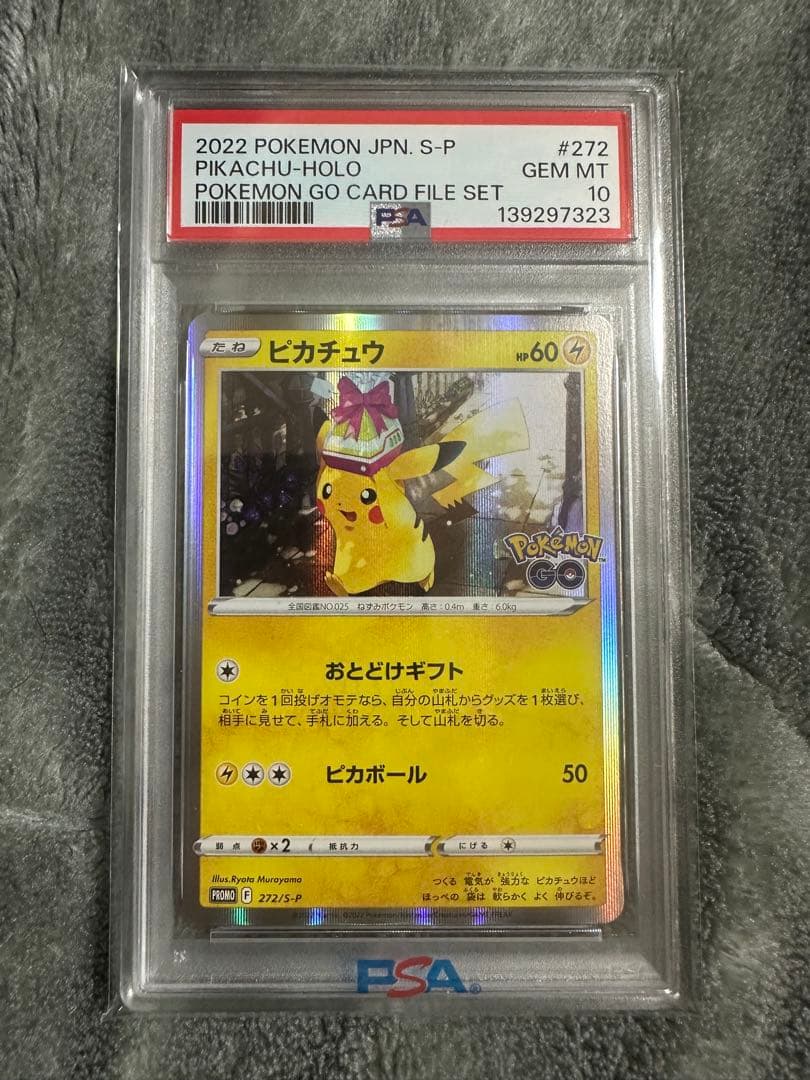 2022 POKEMON JPN. S-P #272
PIKACHU-HOLO GEM MT
POKEMON GO CARD FILE SET 10
PSA 139297323
たね ピカチュウ HP60
Pokémon
GO
全国図鑑NO.025 ねずみポケモン 高さ:0.4m 重さ:6.0kg
おとどけギフト
コインを1回投げオモテなら、自分の山札からグッズを1枚選び、
相手に見せて、手札に加える。そして山札を切る。
ピカボール 50
弱点 ×2 抵抗力 にげる
Illus.Ryota Murayama
つくる 電気が 強力な ピカチュウほど
ほっぺの 袋は 軟らかく よく 伸びるぞ。
PROMO F 272/S-P
PSA